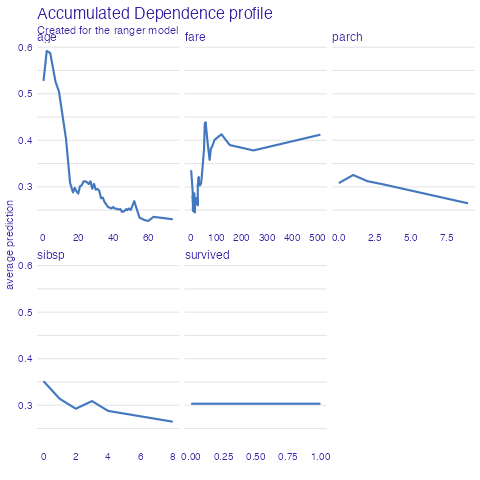 Accumulated Dependence profile
Created for the ranger model
age
fare
parch
0.6
0.5
0.4
0.3
0 20 40 60
0 100 200 300 400 500
0.0 2.5 5.0 7.5
average prediction
sibsp
survived
0.6
0.5
0.4
0.3
0 2 4 6 8
0.00 0.25 0.50 0.75 1.00